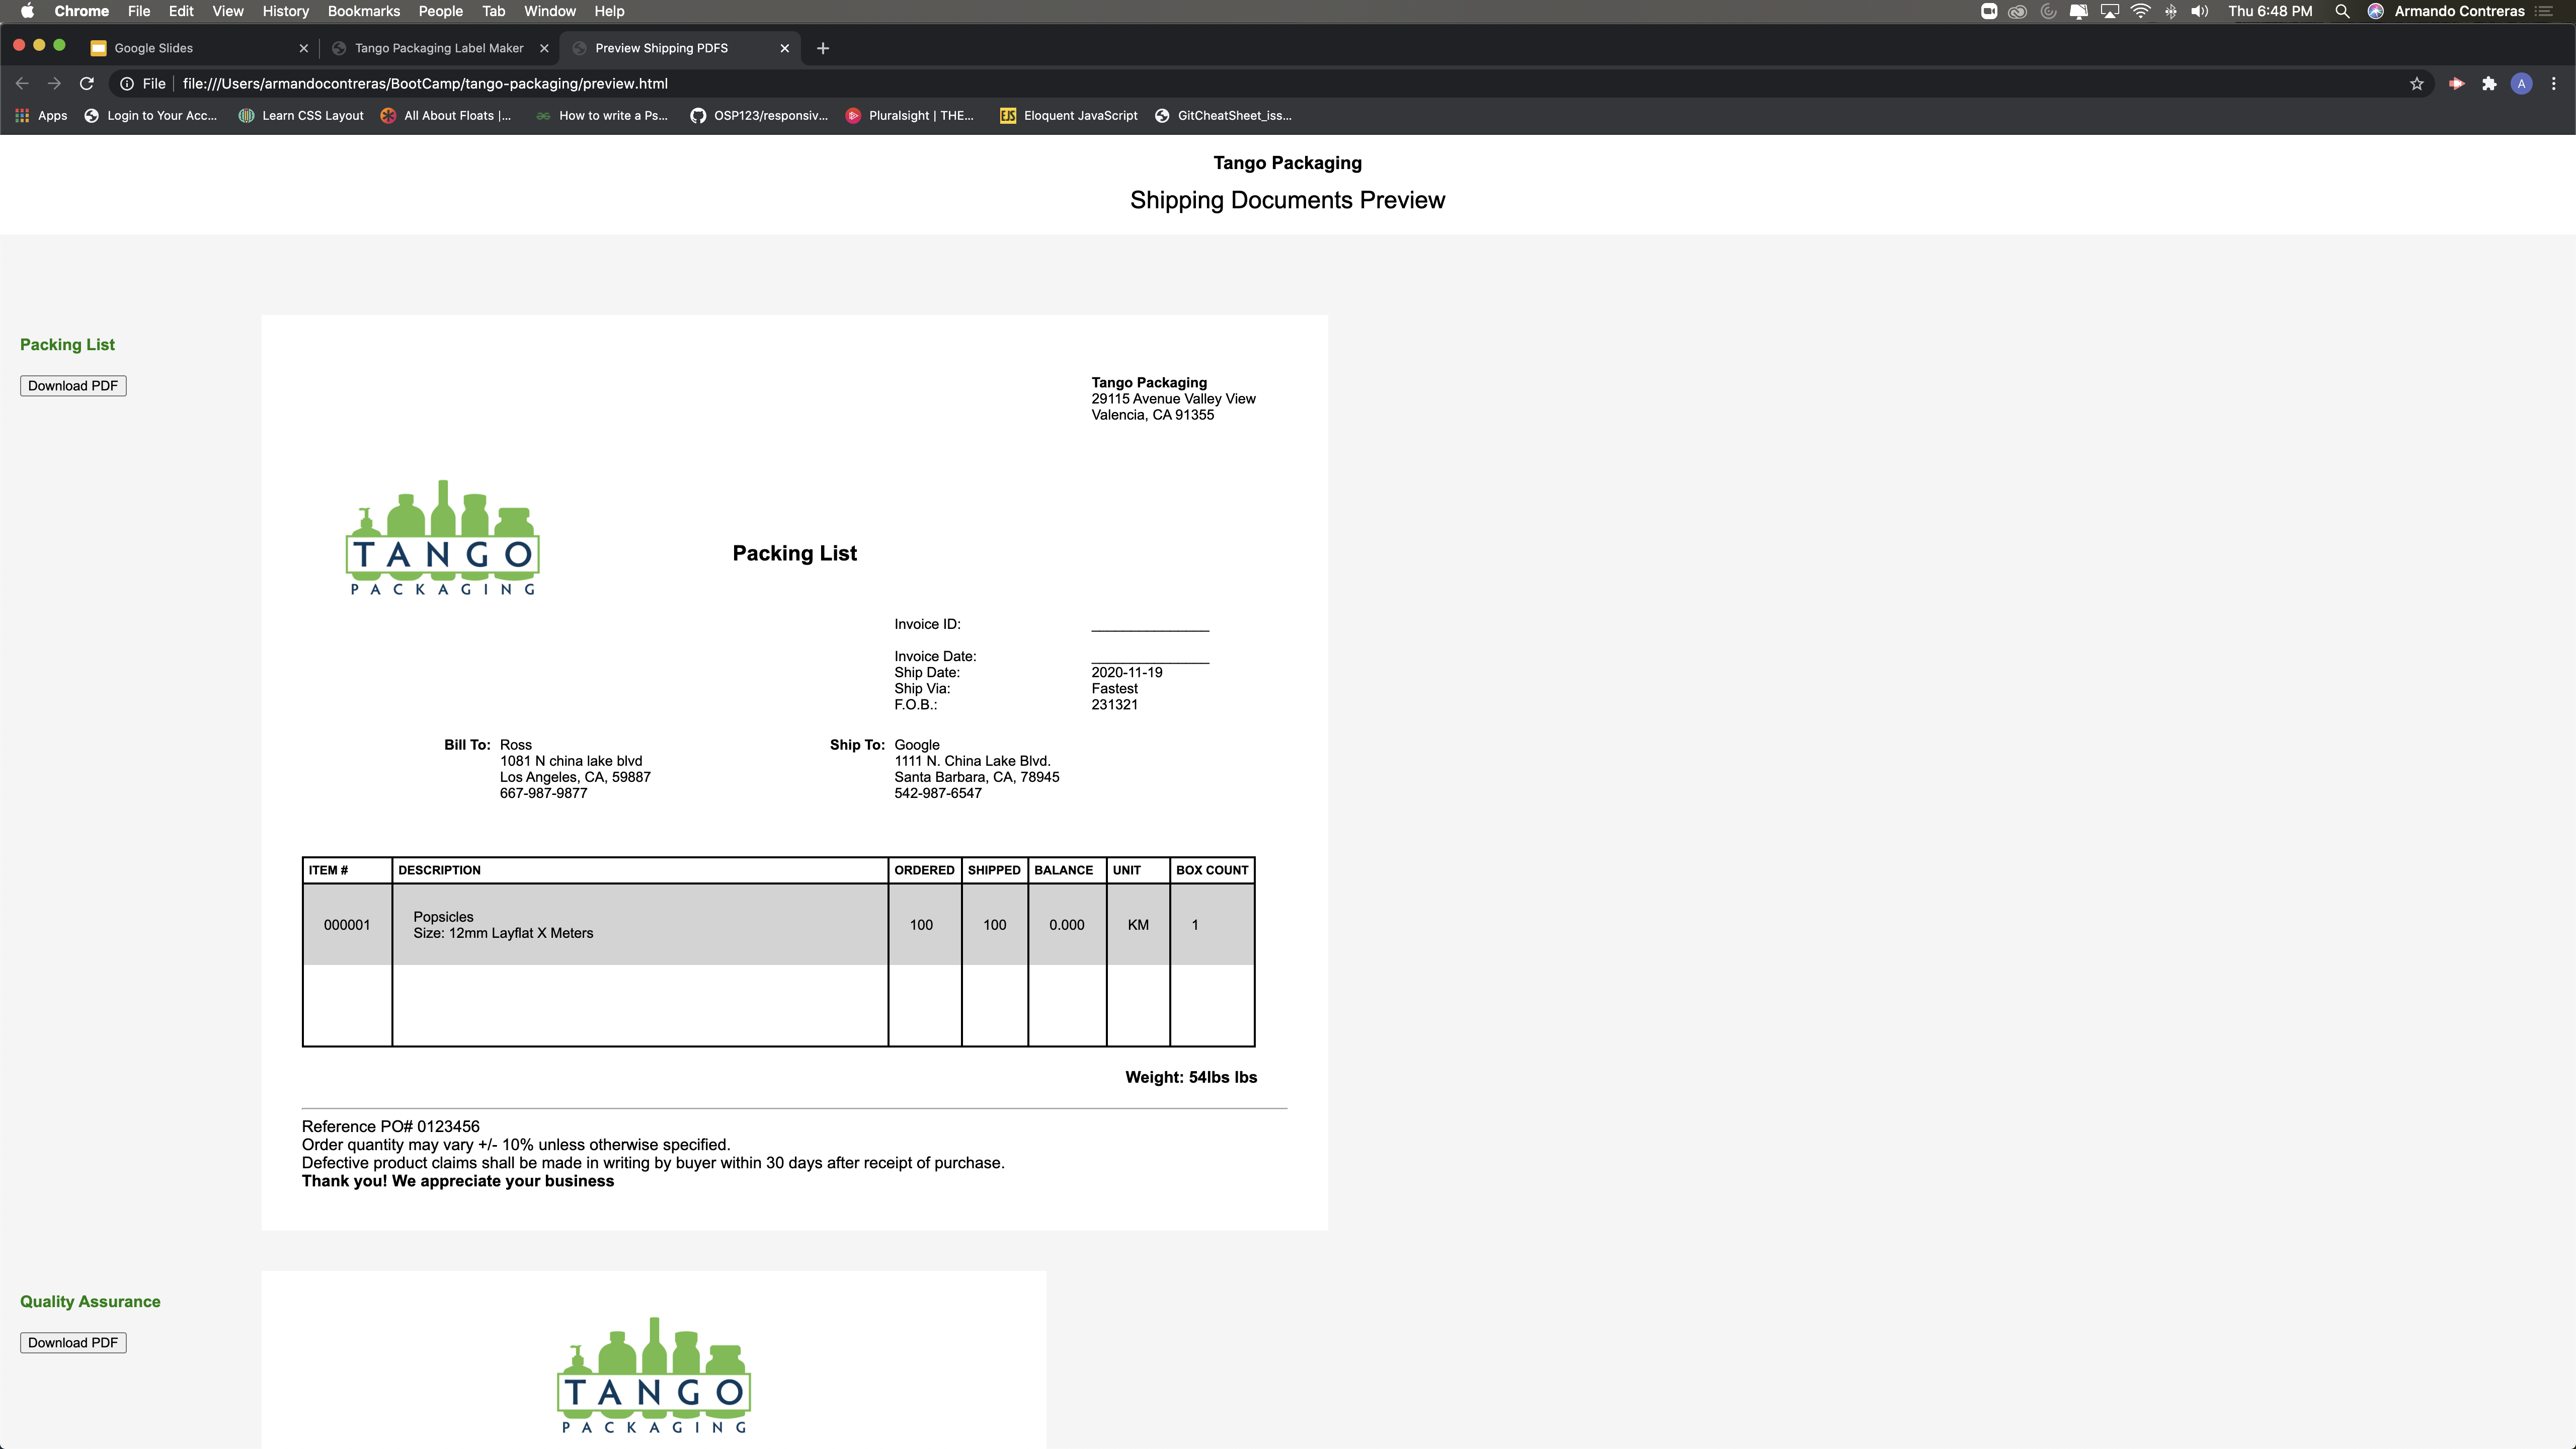 Chrome File Edit View History Bookmarks People Tab Window Help Thu 6:48 PM Armando Contreras
Google Slides Tango Packaging Label Maker Preview Shipping PDFS
File file:///Users/armandocontreras/BootCamp/tango-packaging/preview.html A
Apps Login to Your Acc... Learn CSS Layout All About Floats |... How to write a Ps... OSP123/responsiv... Pluralsight | THE... EJS Eloquent JavaScript GitCheatSheet_iss...
Tango Packaging
Shipping Documents Preview
Packing List
Download PDF
Tango Packaging
29115 Avenue Valley View
Valencia, CA 91355
TANGO
PACKAGING
Packing List
Invoice ID: _______________
Invoice Date: _______________
Ship Date: 2020-11-19
Ship Via: Fastest
F.O.B.: 231321
Bill To: Ross
1081 N china lake blvd
Los Angeles, CA, 59887
667-987-9877
Ship To: Google
1111 N. China Lake Blvd.
Santa Barbara, CA, 78945
542-987-6547
ITEM # DESCRIPTION ORDERED SHIPPED BALANCE UNIT BOX COUNT
000001 Popsicles 100 100 0.000 KM 1
Size: 12mm Layflat X Meters
Weight: 54lbs lbs
Reference PO# 0123456
Order quantity may vary +/- 10% unless otherwise specified.
Defective product claims shall be made in writing by buyer within 30 days after receipt of purchase.
Thank you! We appreciate your business
Quality Assurance
Download PDF
TANGO
PACKAGING